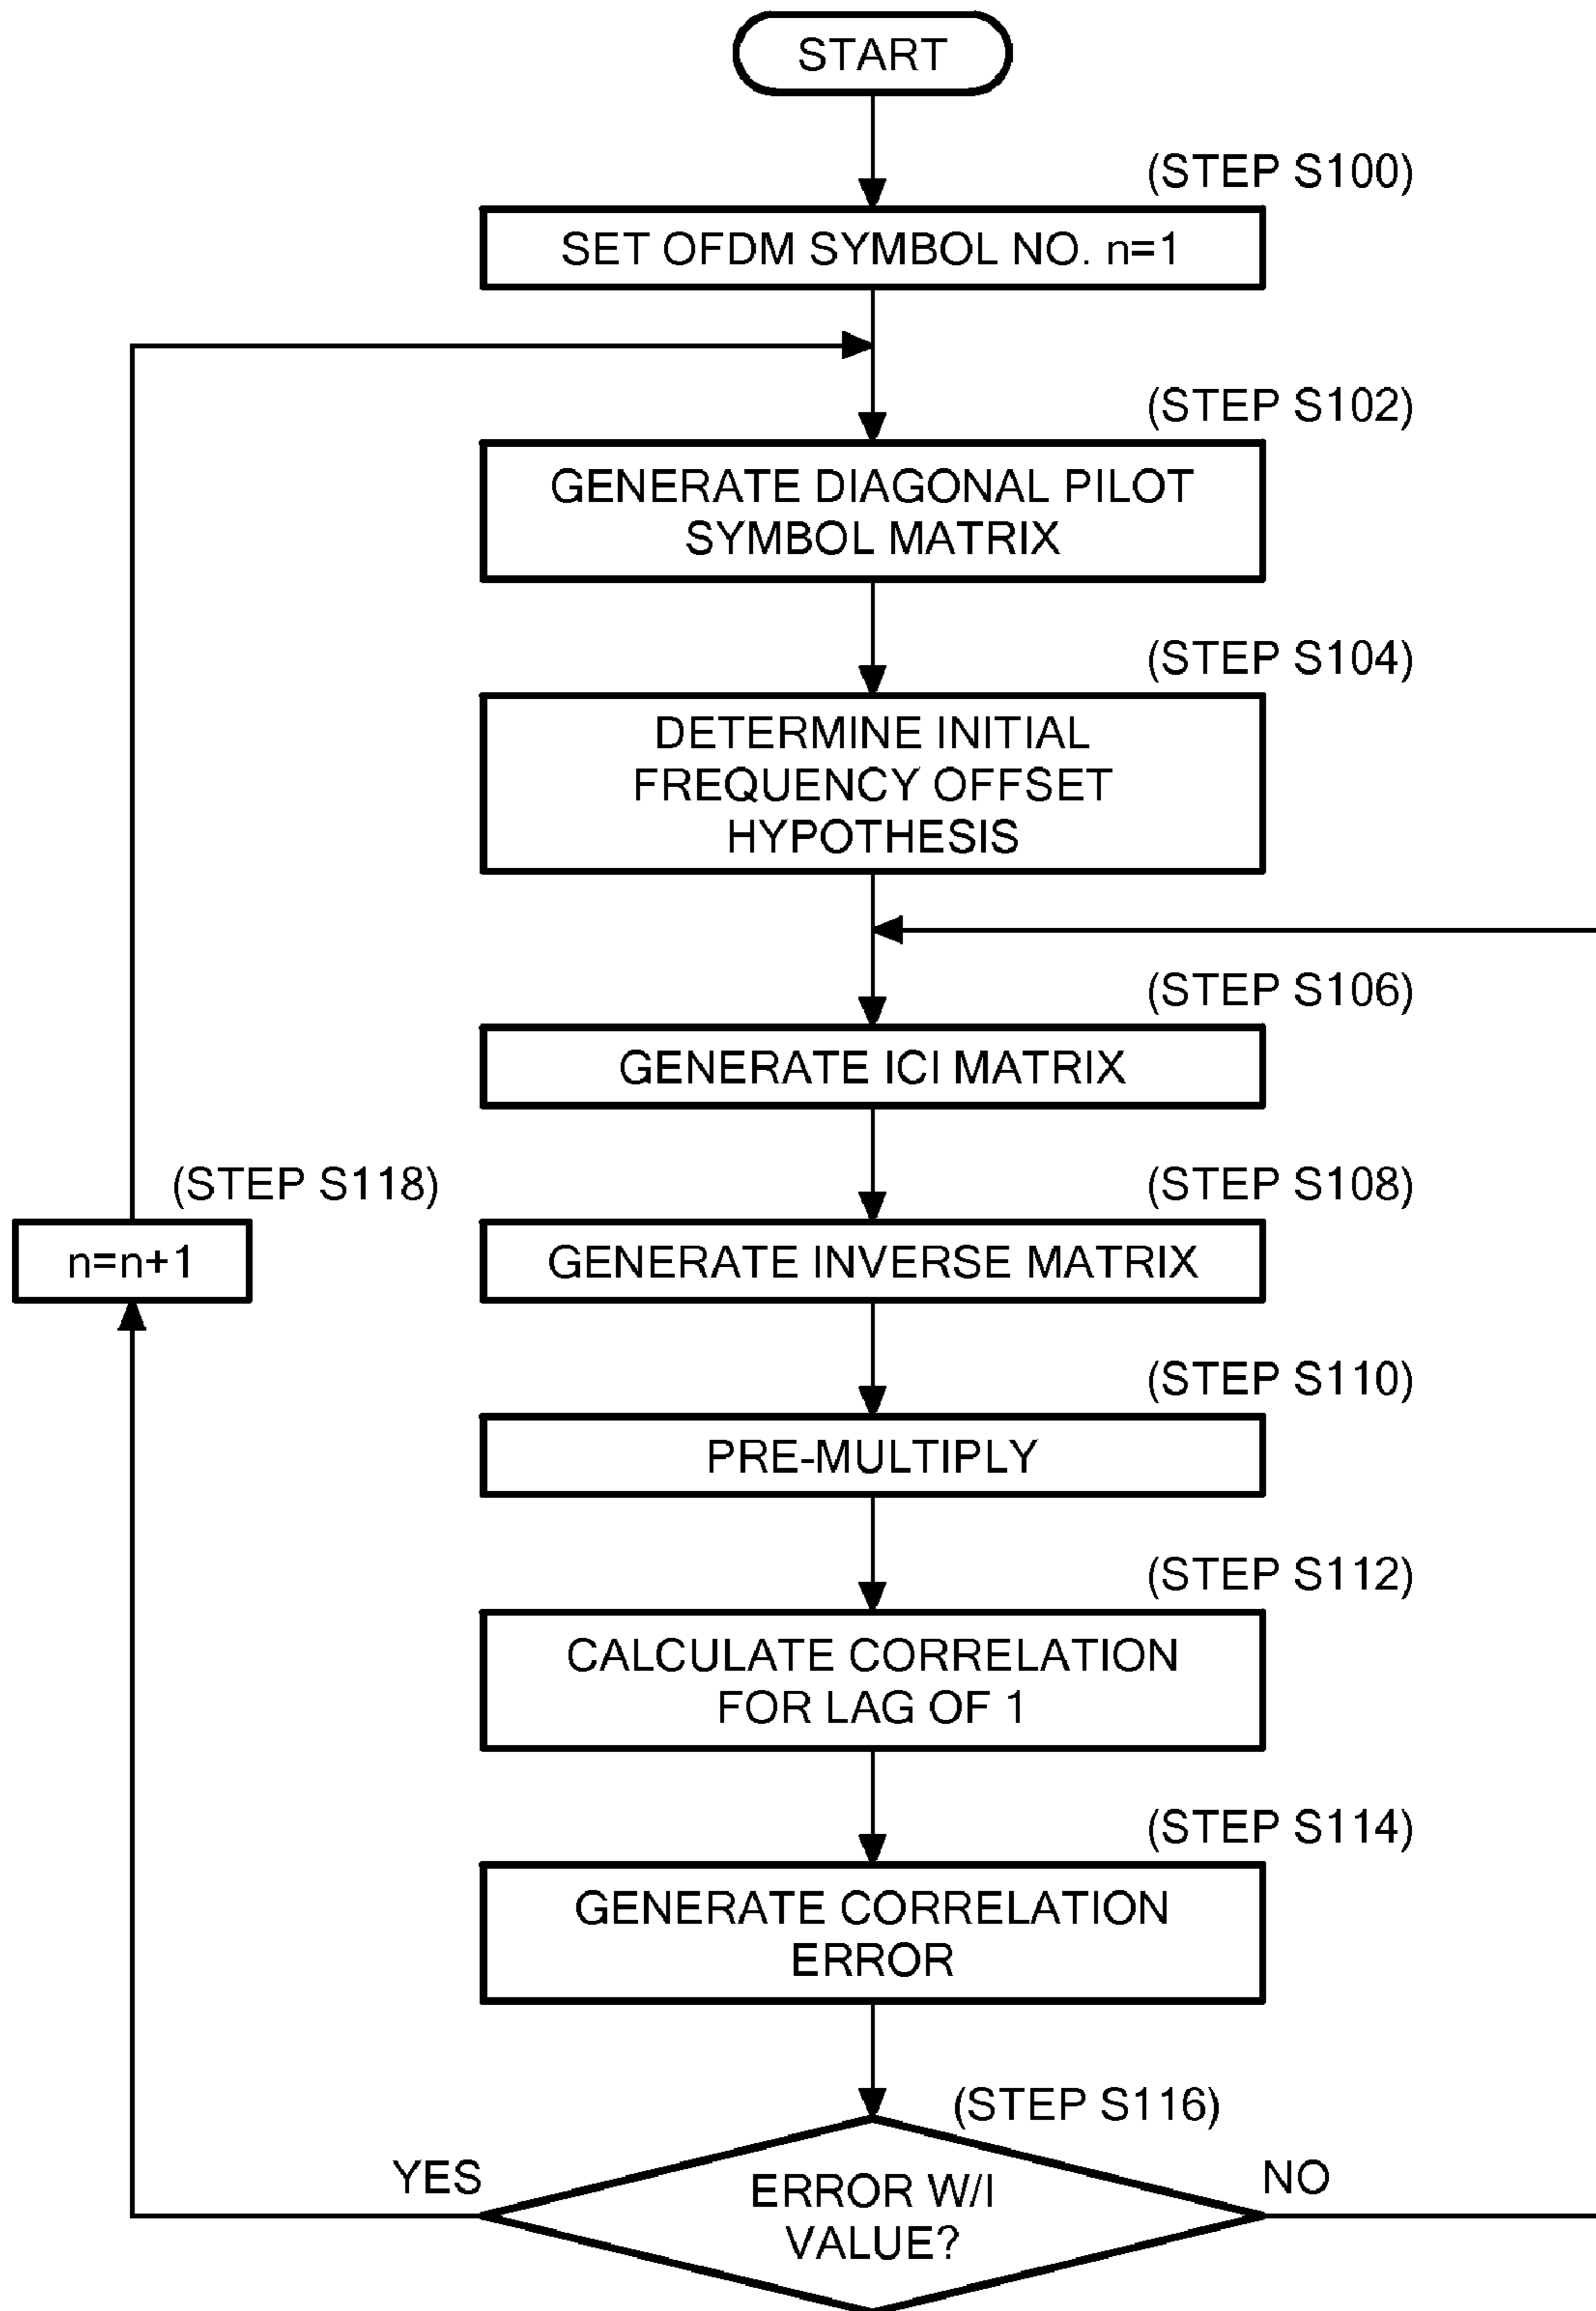 START
(STEP S100)
SET OFDM SYMBOL NO. n=1
(STEP S102)
GENERATE DIAGONAL PILOT
SYMBOL MATRIX
(STEP S104)
DETERMINE INITIAL
FREQUENCY OFFSET
HYPOTHESIS
(STEP S106)
GENERATE ICI MATRIX
(STEP S118)
n=n+1
(STEP S108)
GENERATE INVERSE MATRIX
(STEP S110)
PRE-MULTIPLY
(STEP S112)
CALCULATE CORRELATION
FOR LAG OF 1
(STEP S114)
GENERATE CORRELATION
ERROR
(STEP S116)
YES
ERROR W/I
VALUE?
NO